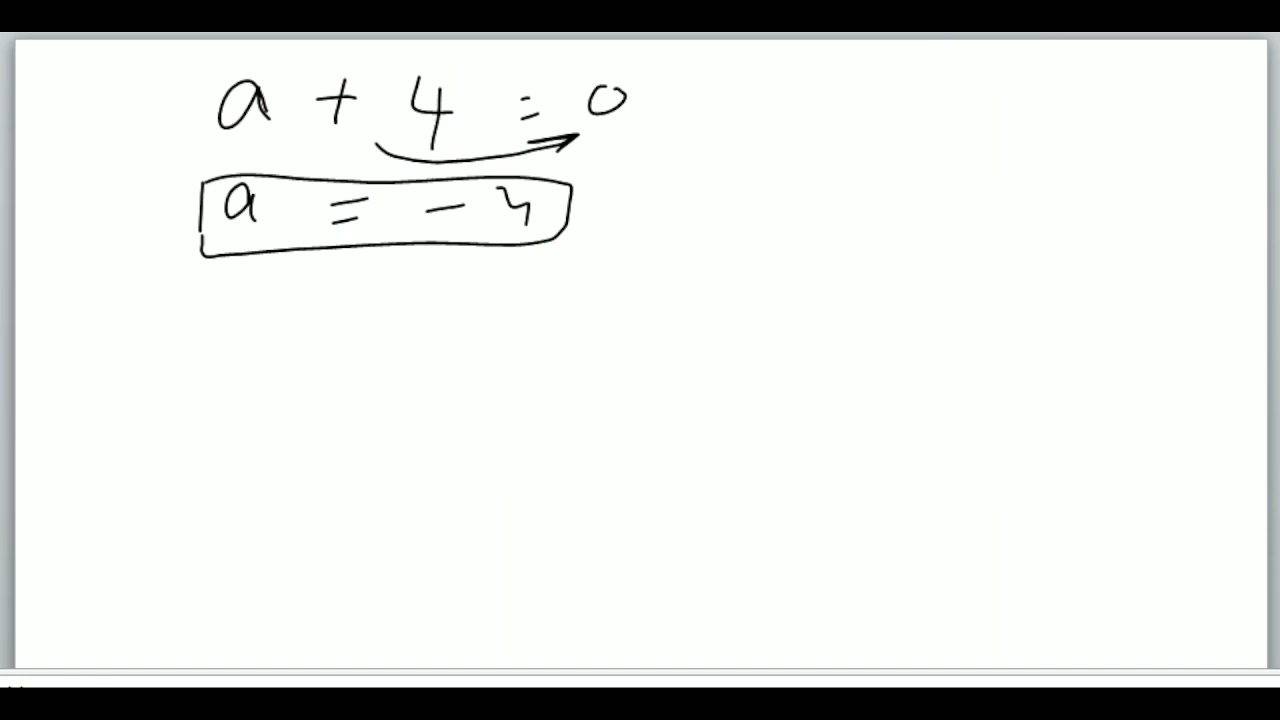 a + 4 = 0
a = - 4